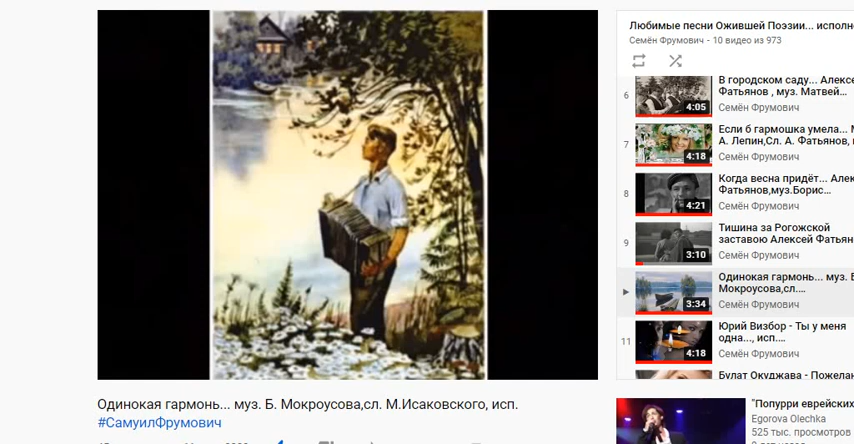 Любимые песни Ожившей Поэзии... исполн
Семён Фрумович - 10 видео из 973
6
4:05
В городском саду... Алексе
Фатьянов , муз. Матвей...
Семён Фрумович
7
4:18
Если б гармошка умела...
А. Лепин,Сл. А. Фатьянов,
Семён Фрумович
8
4:21
Когда весна придёт... Алек
Фатьянов,муз.Борис...
Семён Фрумович
9
3:10
Тишина за Рогожской
заставою Алексей Фатьян
Семён Фрумович
3:34
Одинокая гармонь... муз. Б
Мокроусова,сл....
Семён Фрумович
11
4:18
Юрий Визбор - Ты у меня
одна..., исп....
Семён Фрумович
Булат Окуджава - Пожелан
Одинокая гармонь... муз. Б. Мокроусова,сл. М.Исаковского, исп.
#СамуилФрумович
"Попурри еврейских
Egorova Olechka
525 тыс. просмотров